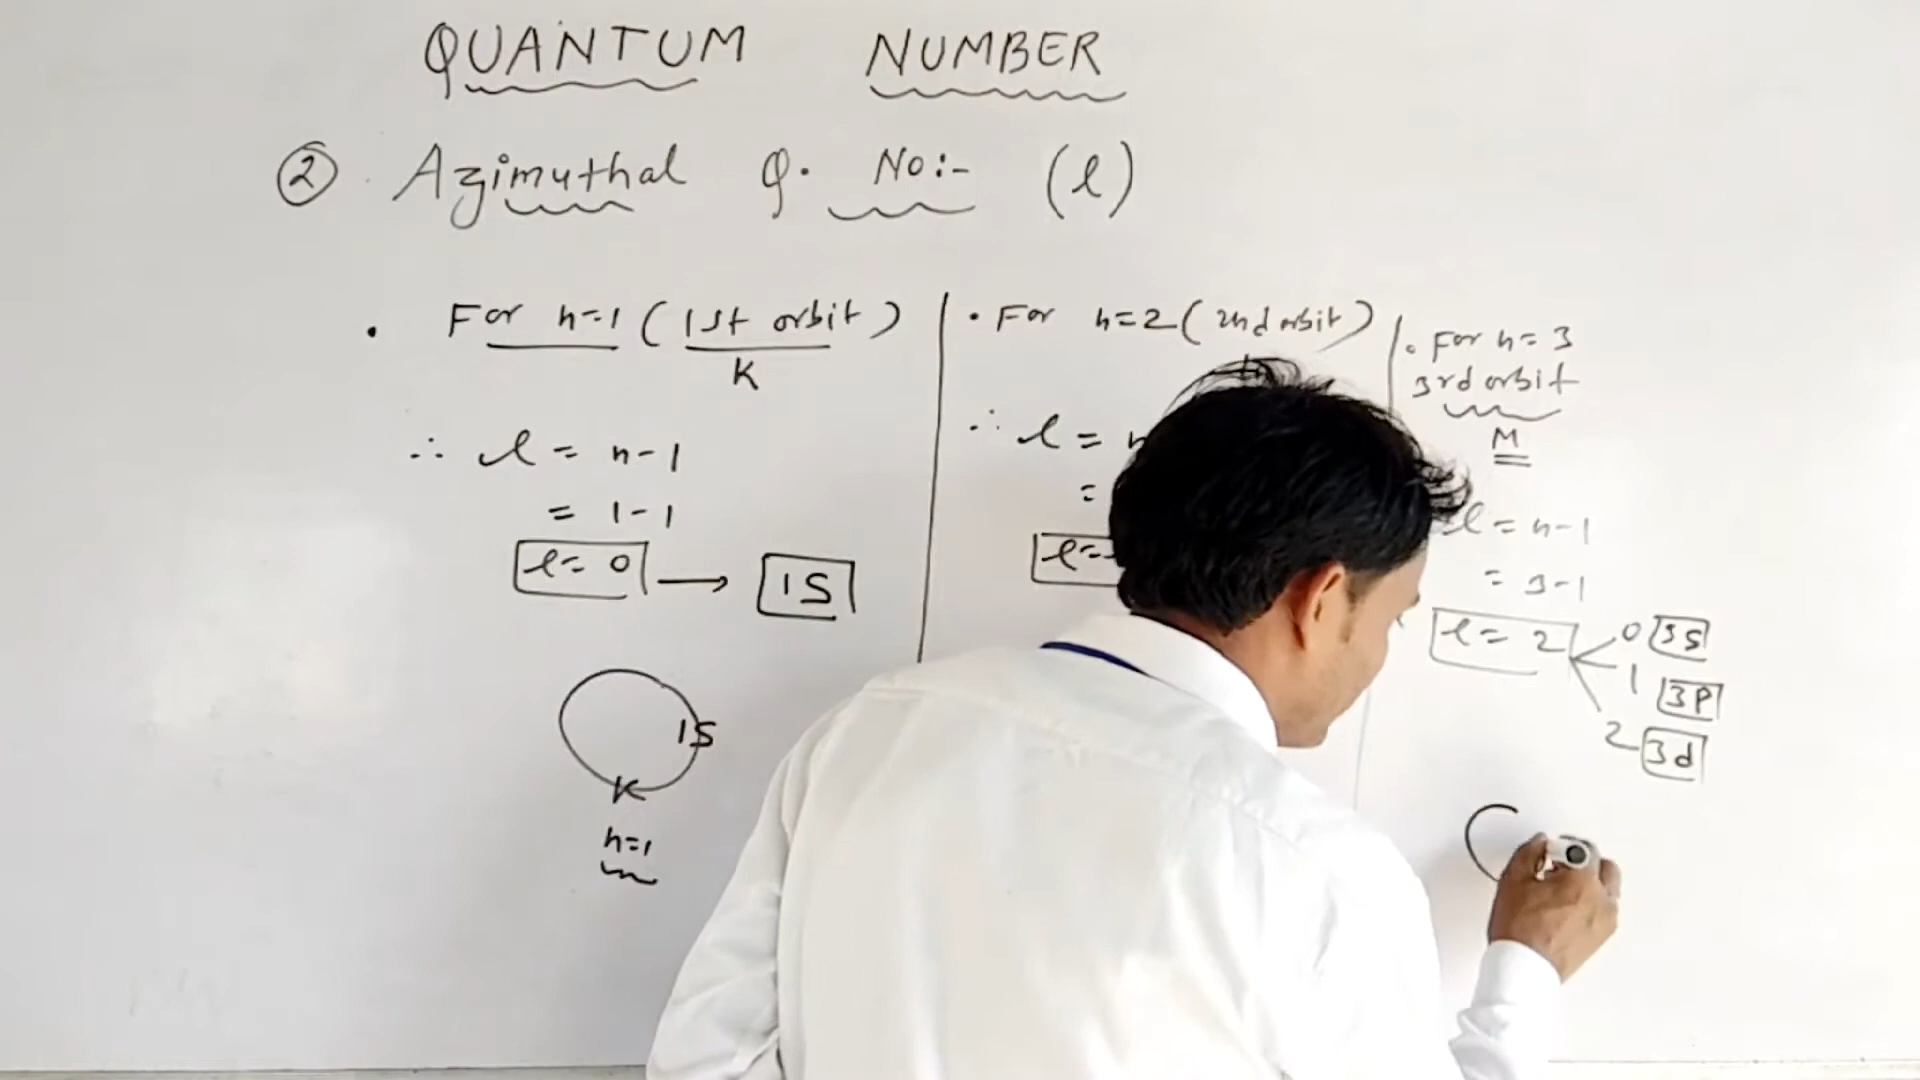 QUANTUM NUMBER
② Azimuthal Q. No:- (l)
• For n=1 (1st orbit)
K
∴ l = n-1
= 1-1
l= 0 → 1S
1S
K
n=1
• For n=2 (2nd orbit)
∴ l =
=
l=
• For n= 3
3rd orbit
M
l = n-1
= 3-1
l= 2
0 3S
1 3P
2 3d